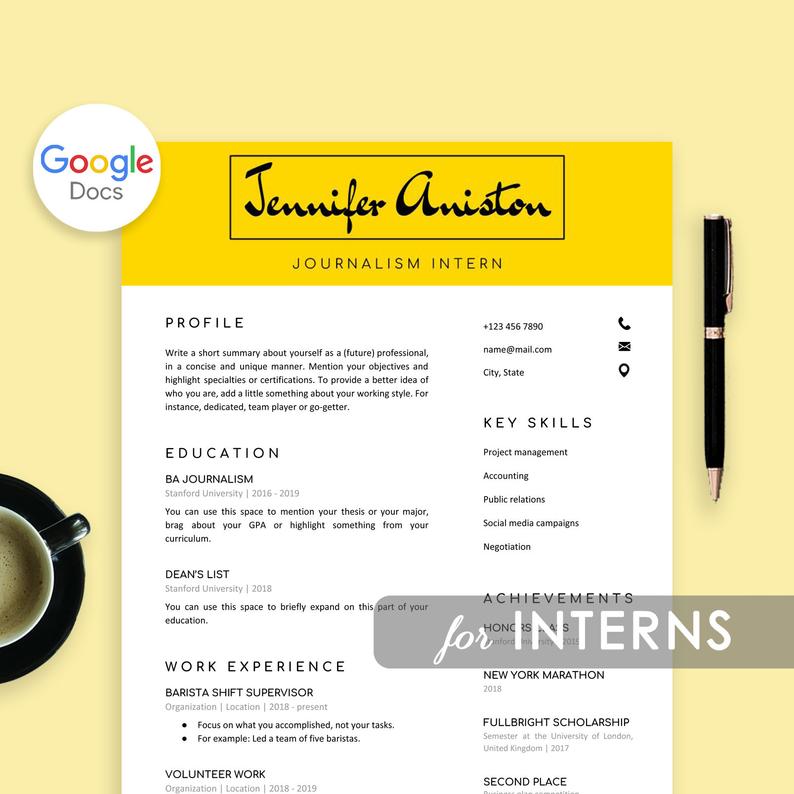 Google
Docs
Jennifer Aniston
JOURNALISM INTERN
PROFILE
Write a short summary about yourself as a (future) professional,
in a concise and unique manner. Mention your objectives and
highlight specialties or certifications. To provide a better idea of
who you are, add a little something about your working style. For
instance, dedicated, team player or go-getter.
EDUCATION
BA JOURNALISM
Stanford University | 2016 - 2019
You can use this space to mention your thesis or your major,
brag about your GPA or highlight something from your
curriculum.
DEAN'S LIST
Stanford University | 2018
You can use this space to briefly expand on this part of your
education.
WORK EXPERIENCE
BARISTA SHIFT SUPERVISOR
Organization | Location | 2018 - present
● Focus on what you accomplished, not your tasks.
● For example: Led a team of five baristas.
VOLUNTEER WORK
Organization | Location | 2018 - 2019
+123 456 7890
name@mail.com
City, State
KEY SKILLS
Project management
Accounting
Public relations
Social media campaigns
Negotiation
ACHIEVEMENTS
HONORS CLASS
Stanford University | 2019
for INTERNS
NEW YORK MARATHON
2018
FULLBRIGHT SCHOLARSHIP
Semester at the University of London,
United Kingdom | 2017
SECOND PLACE
Business plan competition